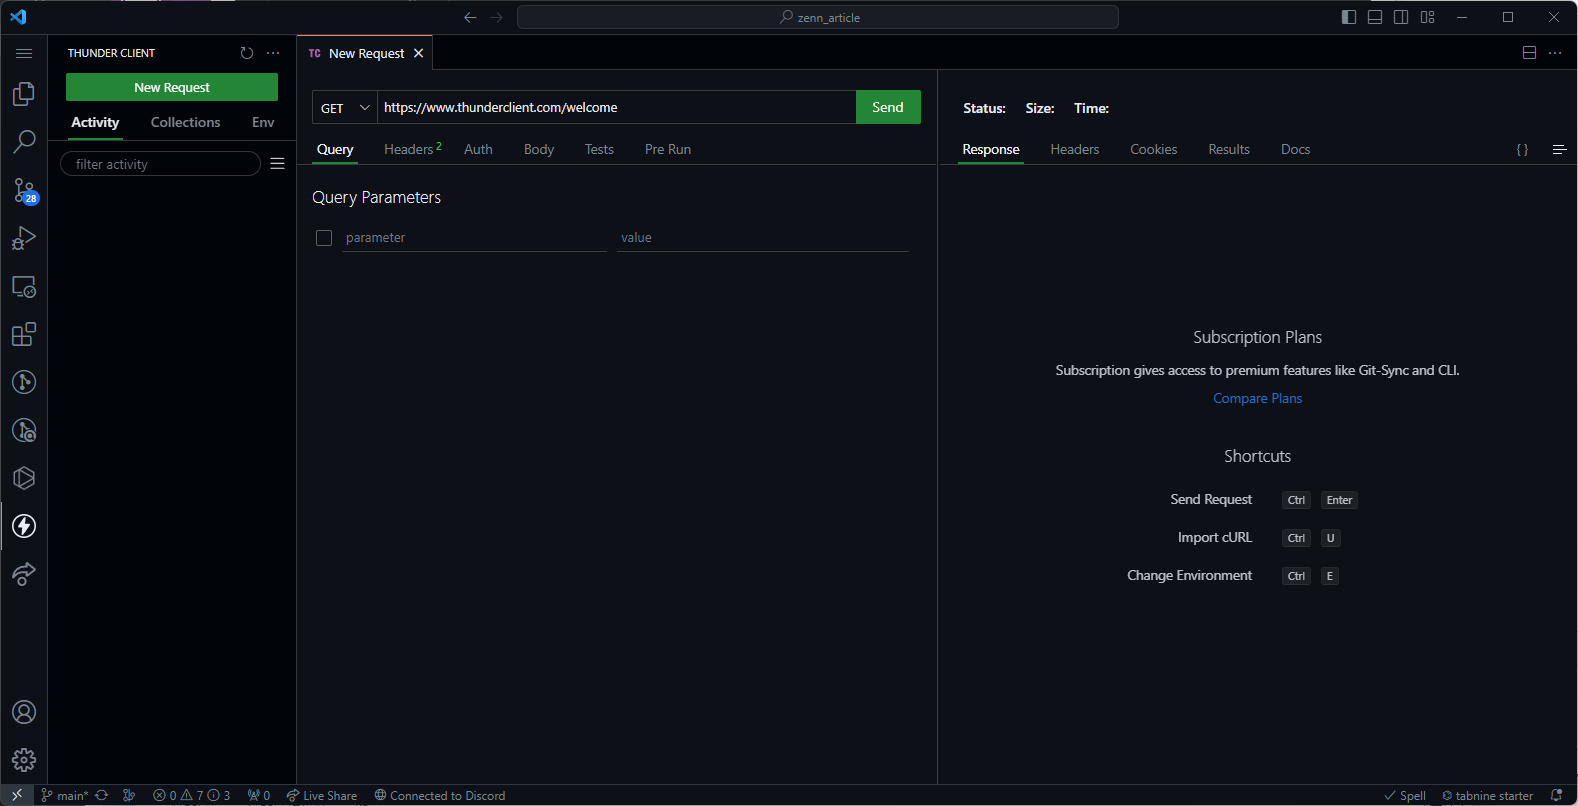 zenn_article
THUNDER CLIENT
New Request
Activity Collections Env
filter activity
28
TC New Request
GET https://www.thunderclient.com/welcome Send
Query Headers 2 Auth Body Tests Pre Run
Query Parameters
parameter value
Status: Size: Time:
Response Headers Cookies Results Docs { }
Subscription Plans
Subscription gives access to premium features like Git-Sync and CLI.
Compare Plans
Shortcuts
Send Request Ctrl Enter
Import cURL Ctrl U
Change Environment Ctrl E
main* 0 7 3 0 Live Share Connected to Discord Spell tabnine starter